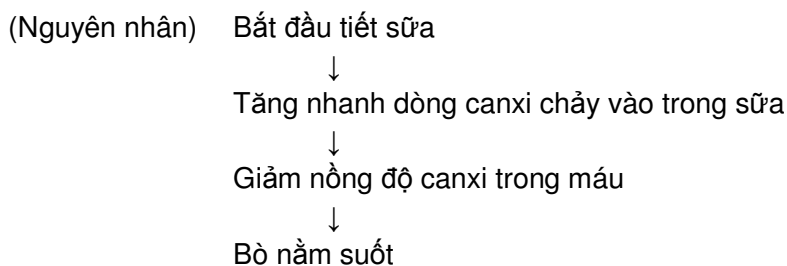 (Nguyên nhân) Bắt đầu tiết sữa
↓
Tăng nhanh dòng canxi chảy vào trong sữa
↓
Giảm nồng độ canxi trong máu
↓
Bò nằm suốt